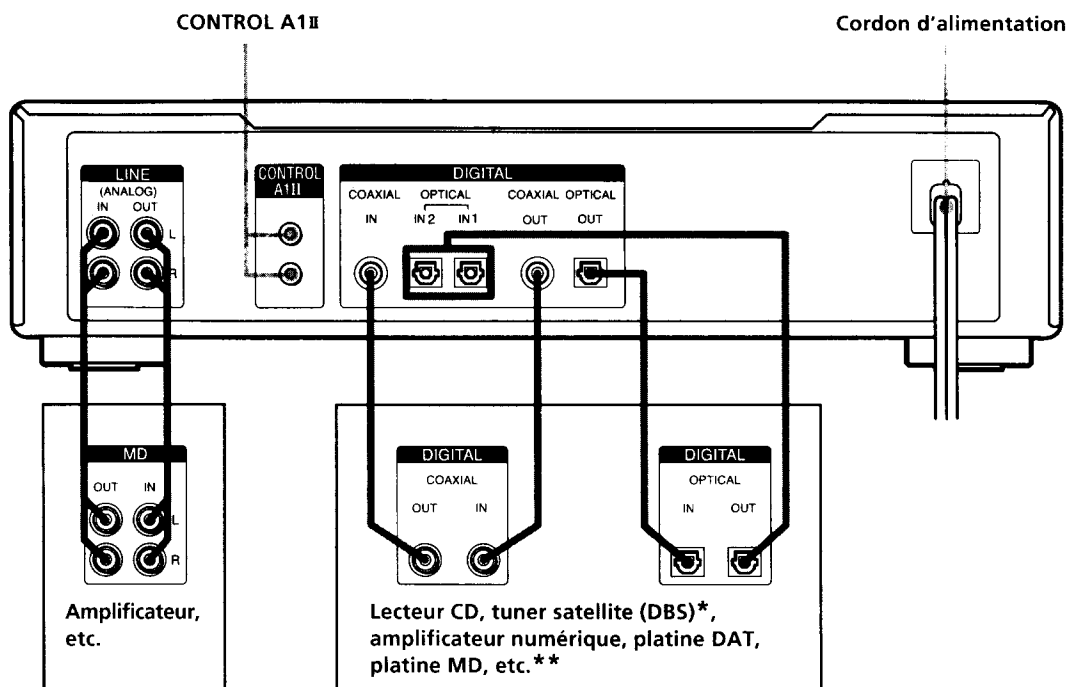 CONTROL A1II
Cordon d'alimentation
LINE
(ANALOG)
IN OUT
L
R
CONTROL
A1II
DIGITAL
COAXIAL OPTICAL COAXIAL OPTICAL
IN IN 2 IN 1 OUT OUT
MD
OUT IN
L
R
Amplificateur,
etc.
DIGITAL
COAXIAL
OUT IN
DIGITAL
OPTICAL
IN OUT
Lecteur CD, tuner satellite (DBS)*,
amplificateur numérique, platine DAT,
platine MD, etc.**